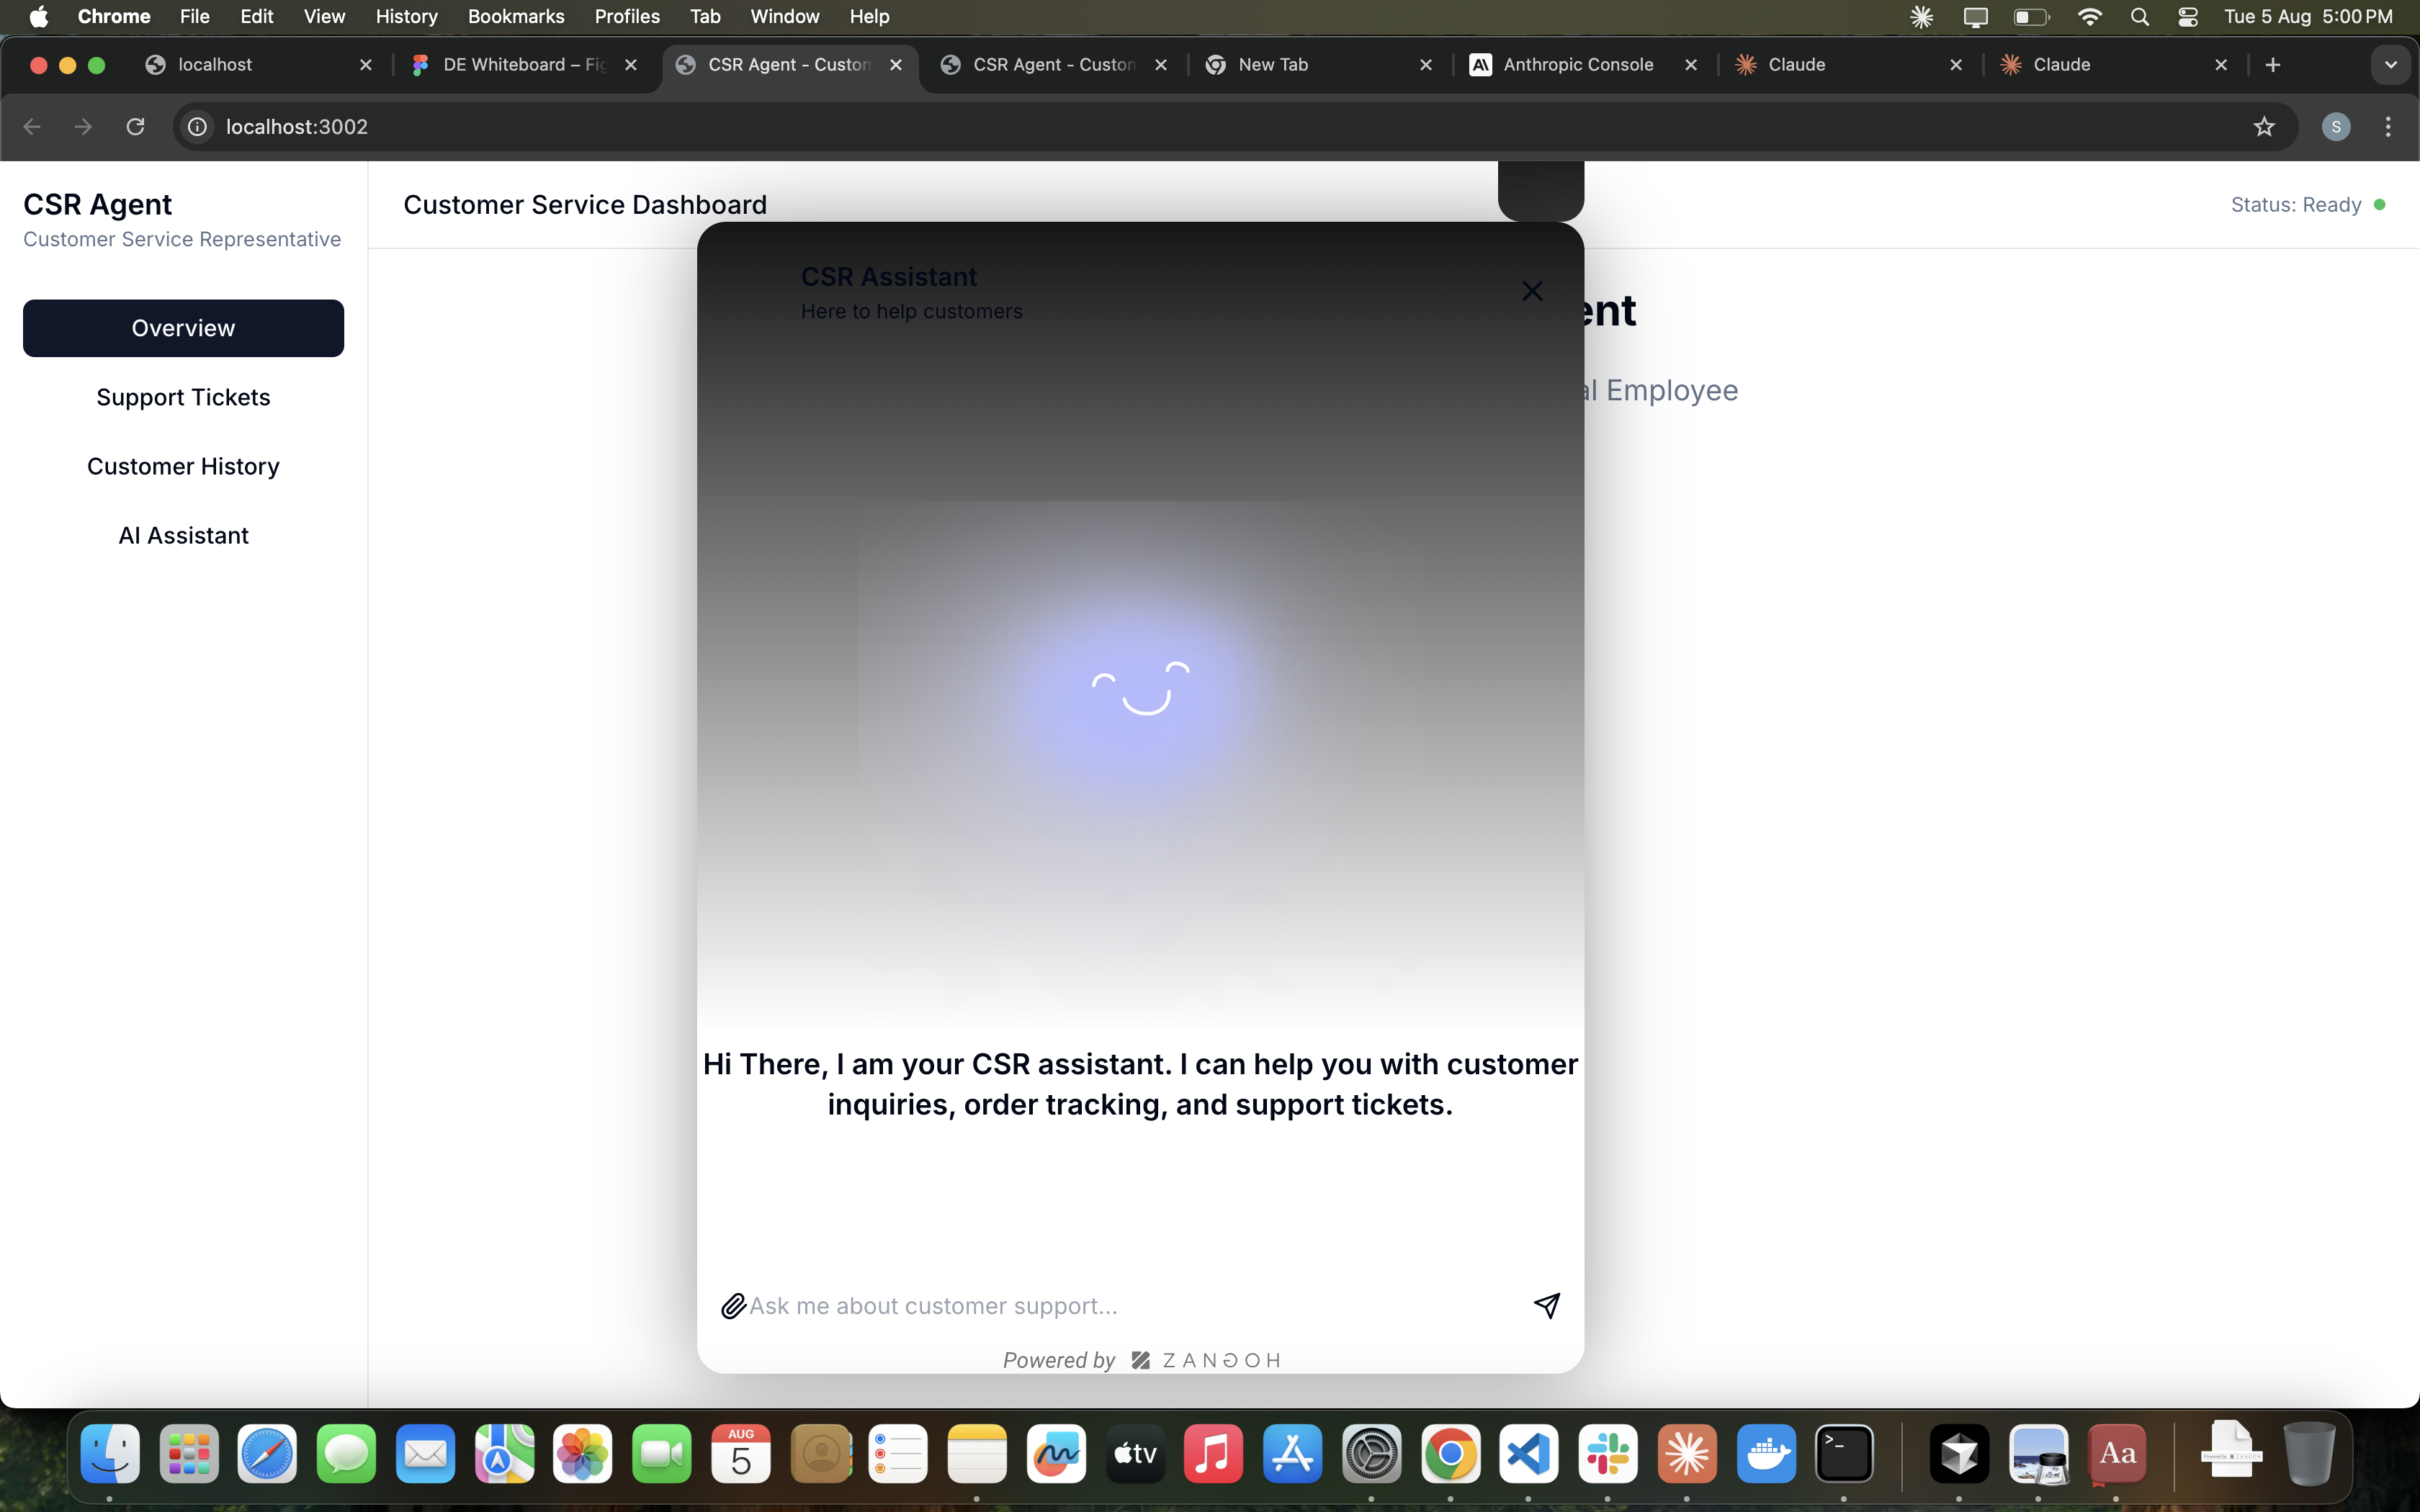 Chrome File Edit View History Bookmarks Profiles Tab Window Help Tue 5 Aug 5:00 PM
localhost DE Whiteboard – Fig CSR Agent - Custom CSR Agent - Custom New Tab Anthropic Console Claude Claude
localhost:3002 S
CSR Agent
Customer Service Representative
Overview
Support Tickets
Customer History
AI Assistant
Customer Service Dashboard
Status: Ready
ent
al Employee
CSR Assistant
Here to help customers
Hi There, I am your CSR assistant. I can help you with customer
inquiries, order tracking, and support tickets.
Ask me about customer support...
Powered by ZANGOH
AUG
5
tv
>_
Aa